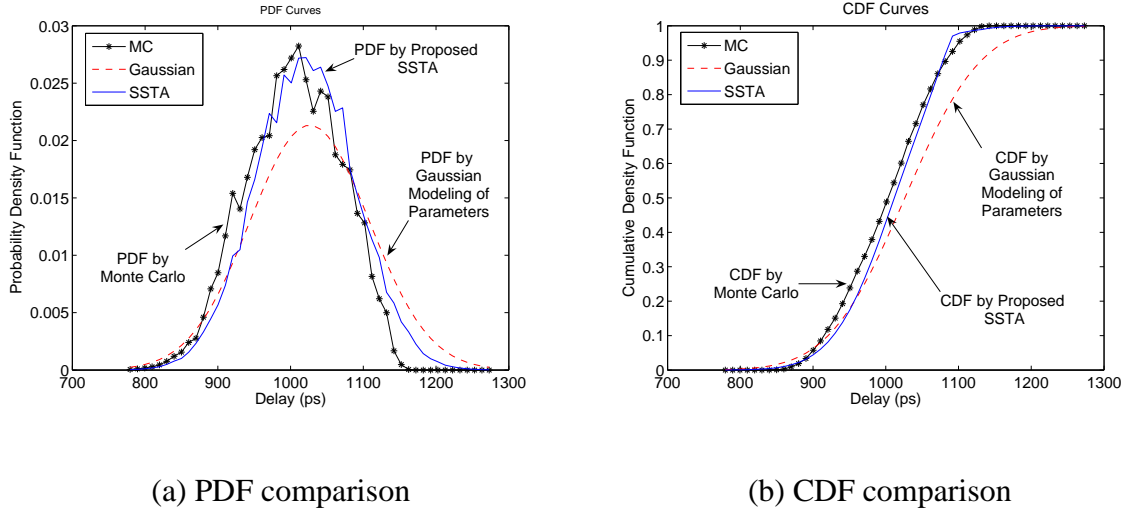 PDF Curves
0.03
0.025
0.02
0.015
0.01
0.005
0
Probability Density Function
MC
Gaussian
SSTA
PDF by Proposed
SSTA
PDF by
Gaussian
Modeling of
Parameters
PDF by
Monte Carlo
700
800
900
1000
1100
1200
1300
Delay (ps)
(a) PDF comparison
CDF Curves
1
0.9
0.8
0.7
0.6
0.5
0.4
0.3
0.2
0.1
0
Cumulative Density Function
MC
Gaussian
SSTA
CDF by
Gaussian
Modeling of
Parameters
CDF by
Monte Carlo
CDF by Proposed
SSTA
700
800
900
1000
1100
1200
1300
Delay (ps)
(b) CDF comparison